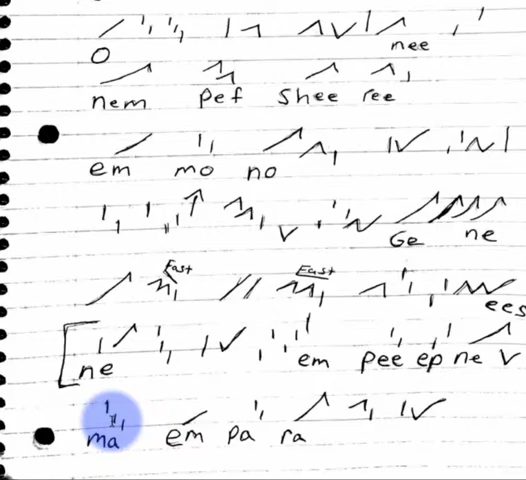 O nee
nem pef shee ree
em mo no
Ge ne
Fast Fast ees
ne em pee ep ne v
ma em pa ra